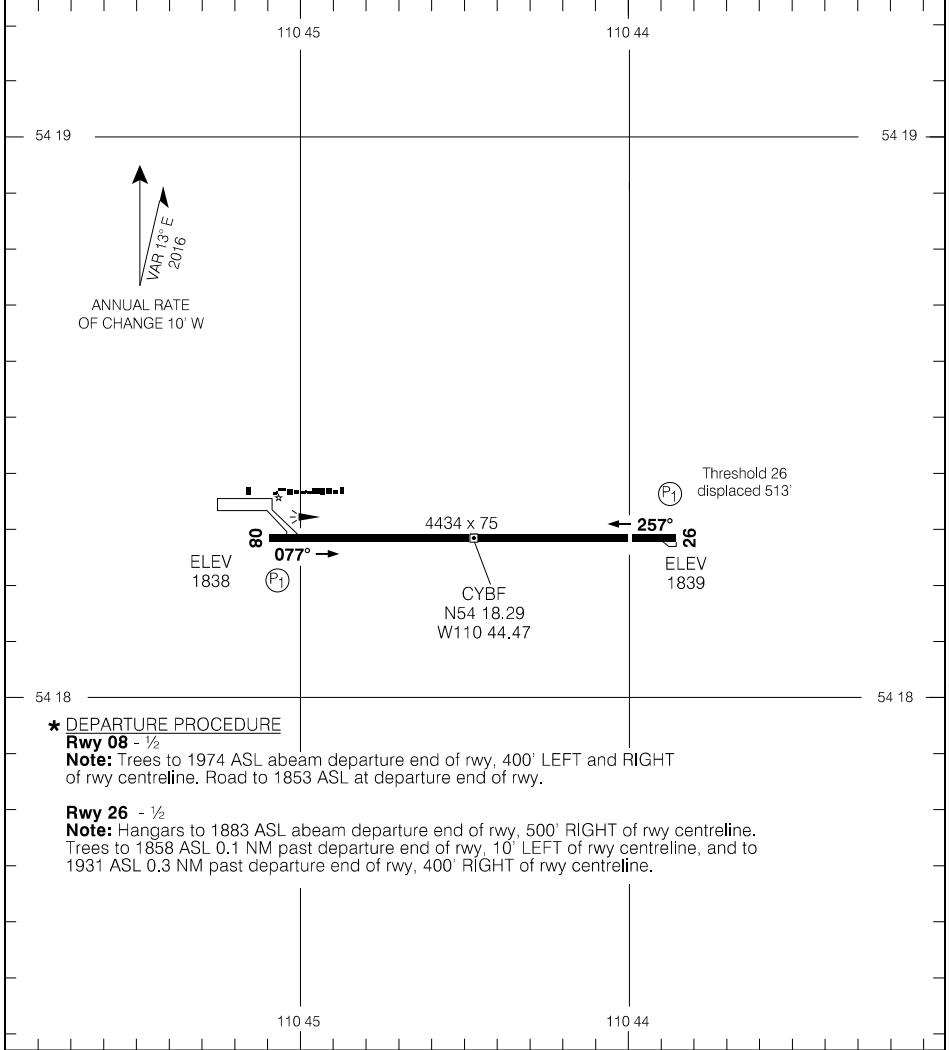 110 45 110 44
54 19 54 19
VAR 13° E
2016
ANNUAL RATE
OF CHANGE 10' W
Threshold 26
displaced 513'
P1
4434 x 75
257°
08
26
077°
ELEV
1838
P1
ELEV
1839
CYBF
N54 18.29
W110 44.47
54 18 54 18
* DEPARTURE PROCEDURE
Rwy 08 - ½
Note: Trees to 1974 ASL abeam departure end of rwy, 400' LEFT and RIGHT
of rwy centreline. Road to 1853 ASL at departure end of rwy.
Rwy 26 - ½
Note: Hangars to 1883 ASL abeam departure end of rwy, 500' RIGHT of rwy centreline.
Trees to 1858 ASL 0.1 NM past departure end of rwy, 10' LEFT of rwy centreline, and to
1931 ASL 0.3 NM past departure end of rwy, 400' RIGHT of rwy centreline.
110 45 110 44